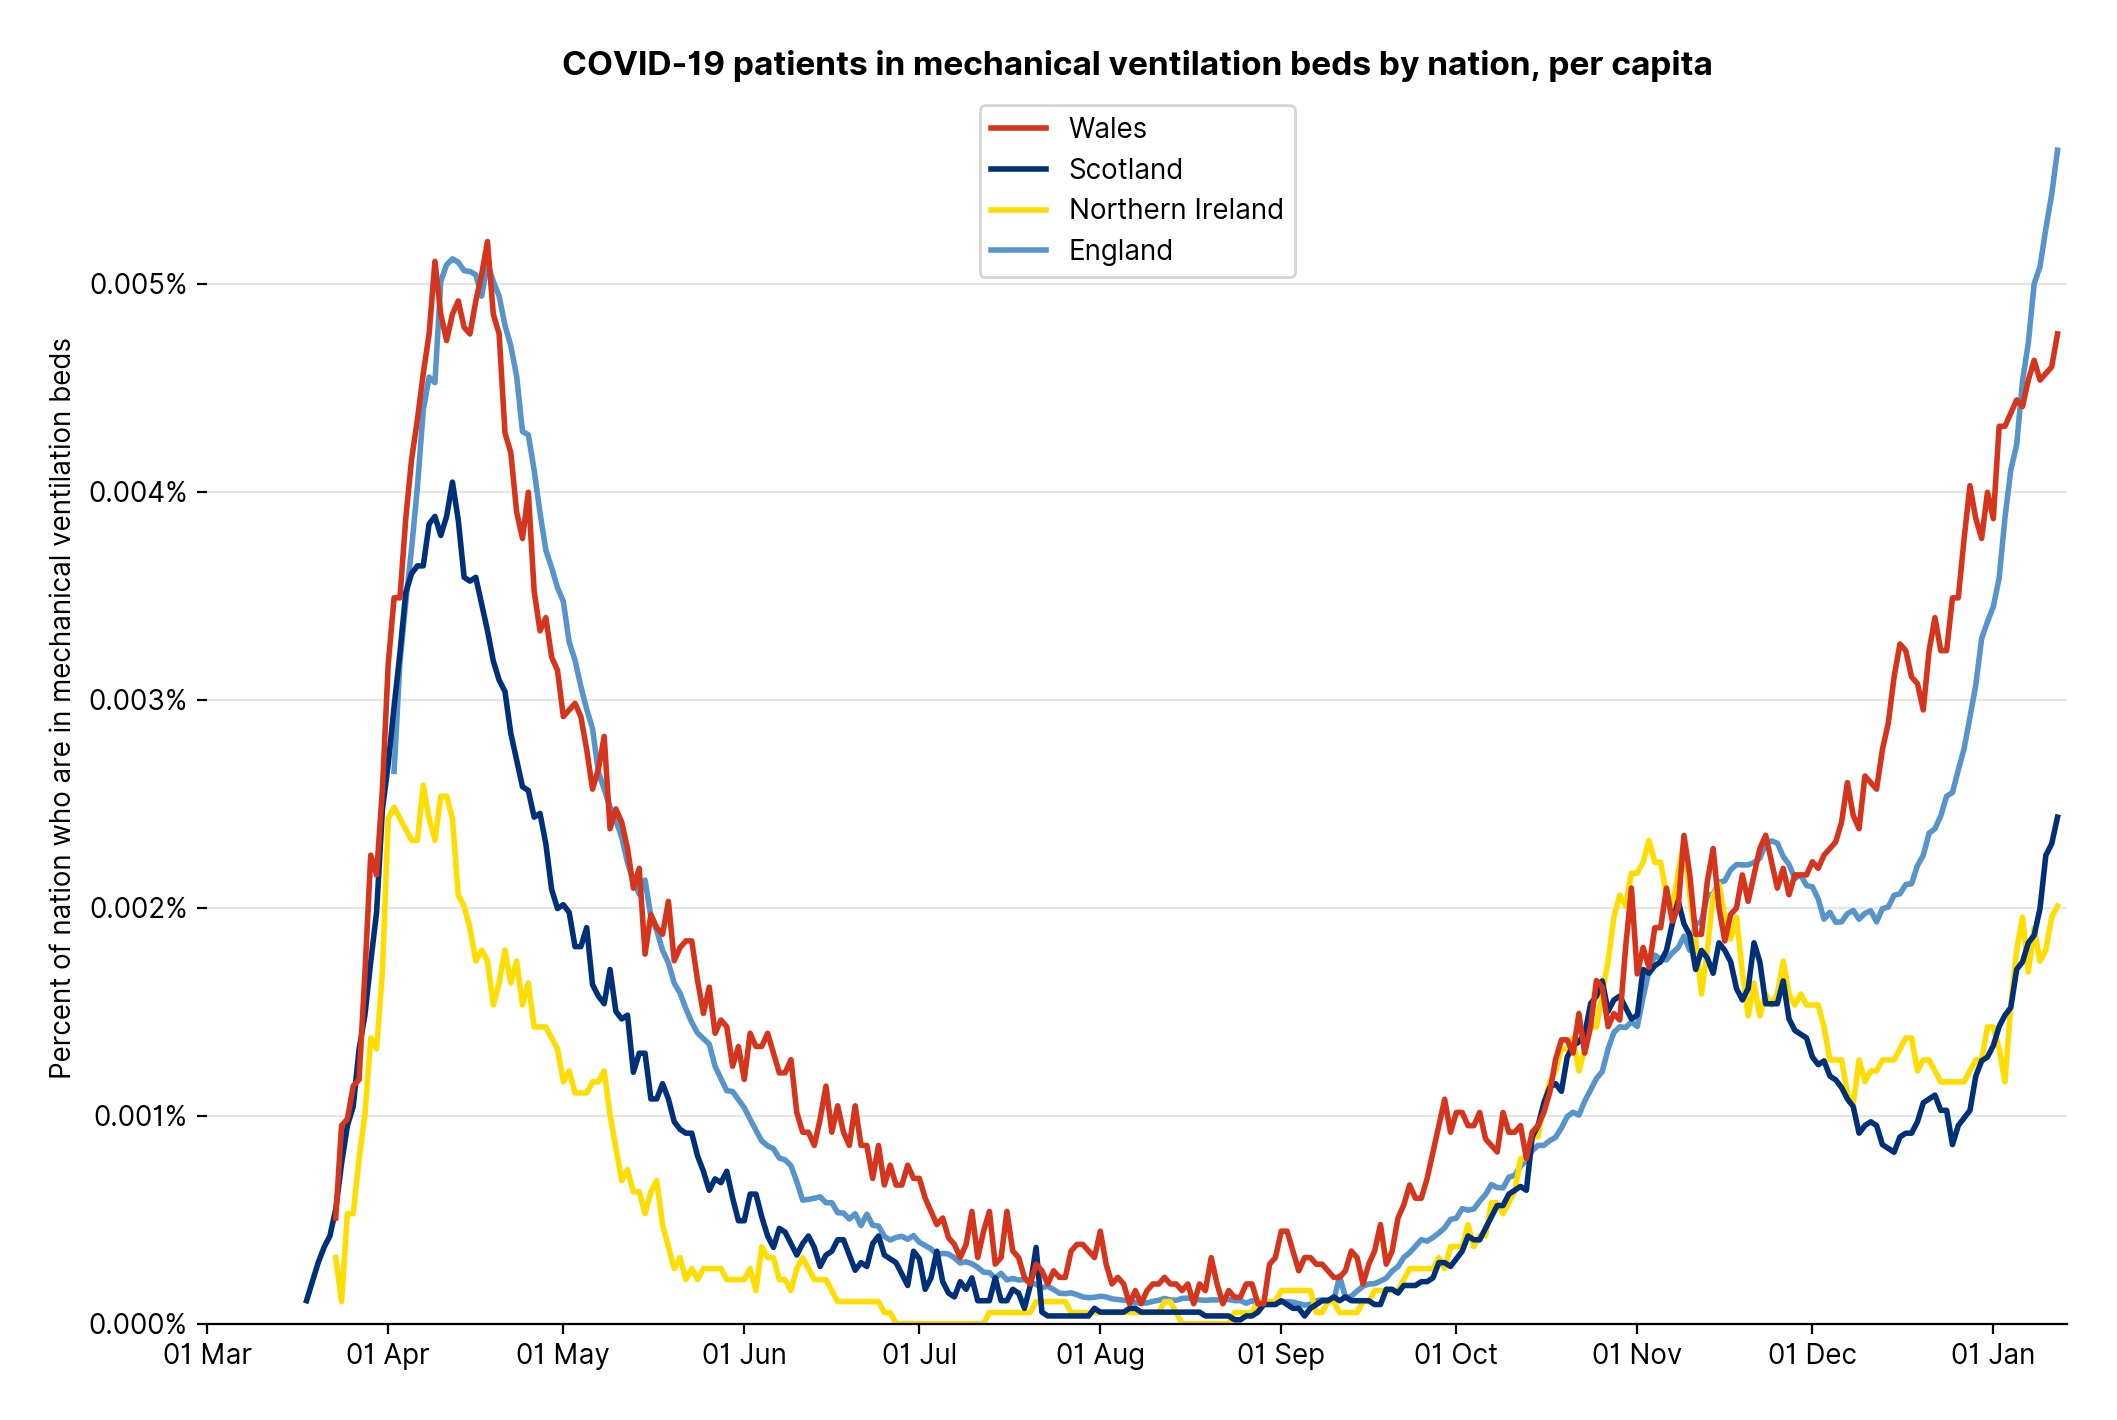 COVID-19 patients in mechanical ventilation beds by nation, per capita
Wales
Scotland
Northern Ireland
England
Percent of nation who are in mechanical ventilation beds
0.005%
0.004%
0.003%
0.002%
0.001%
0.000%
01 Mar 01 Apr 01 May 01 Jun 01 Jul 01 Aug 01 Sep 01 Oct 01 Nov 01 Dec 01 Jan